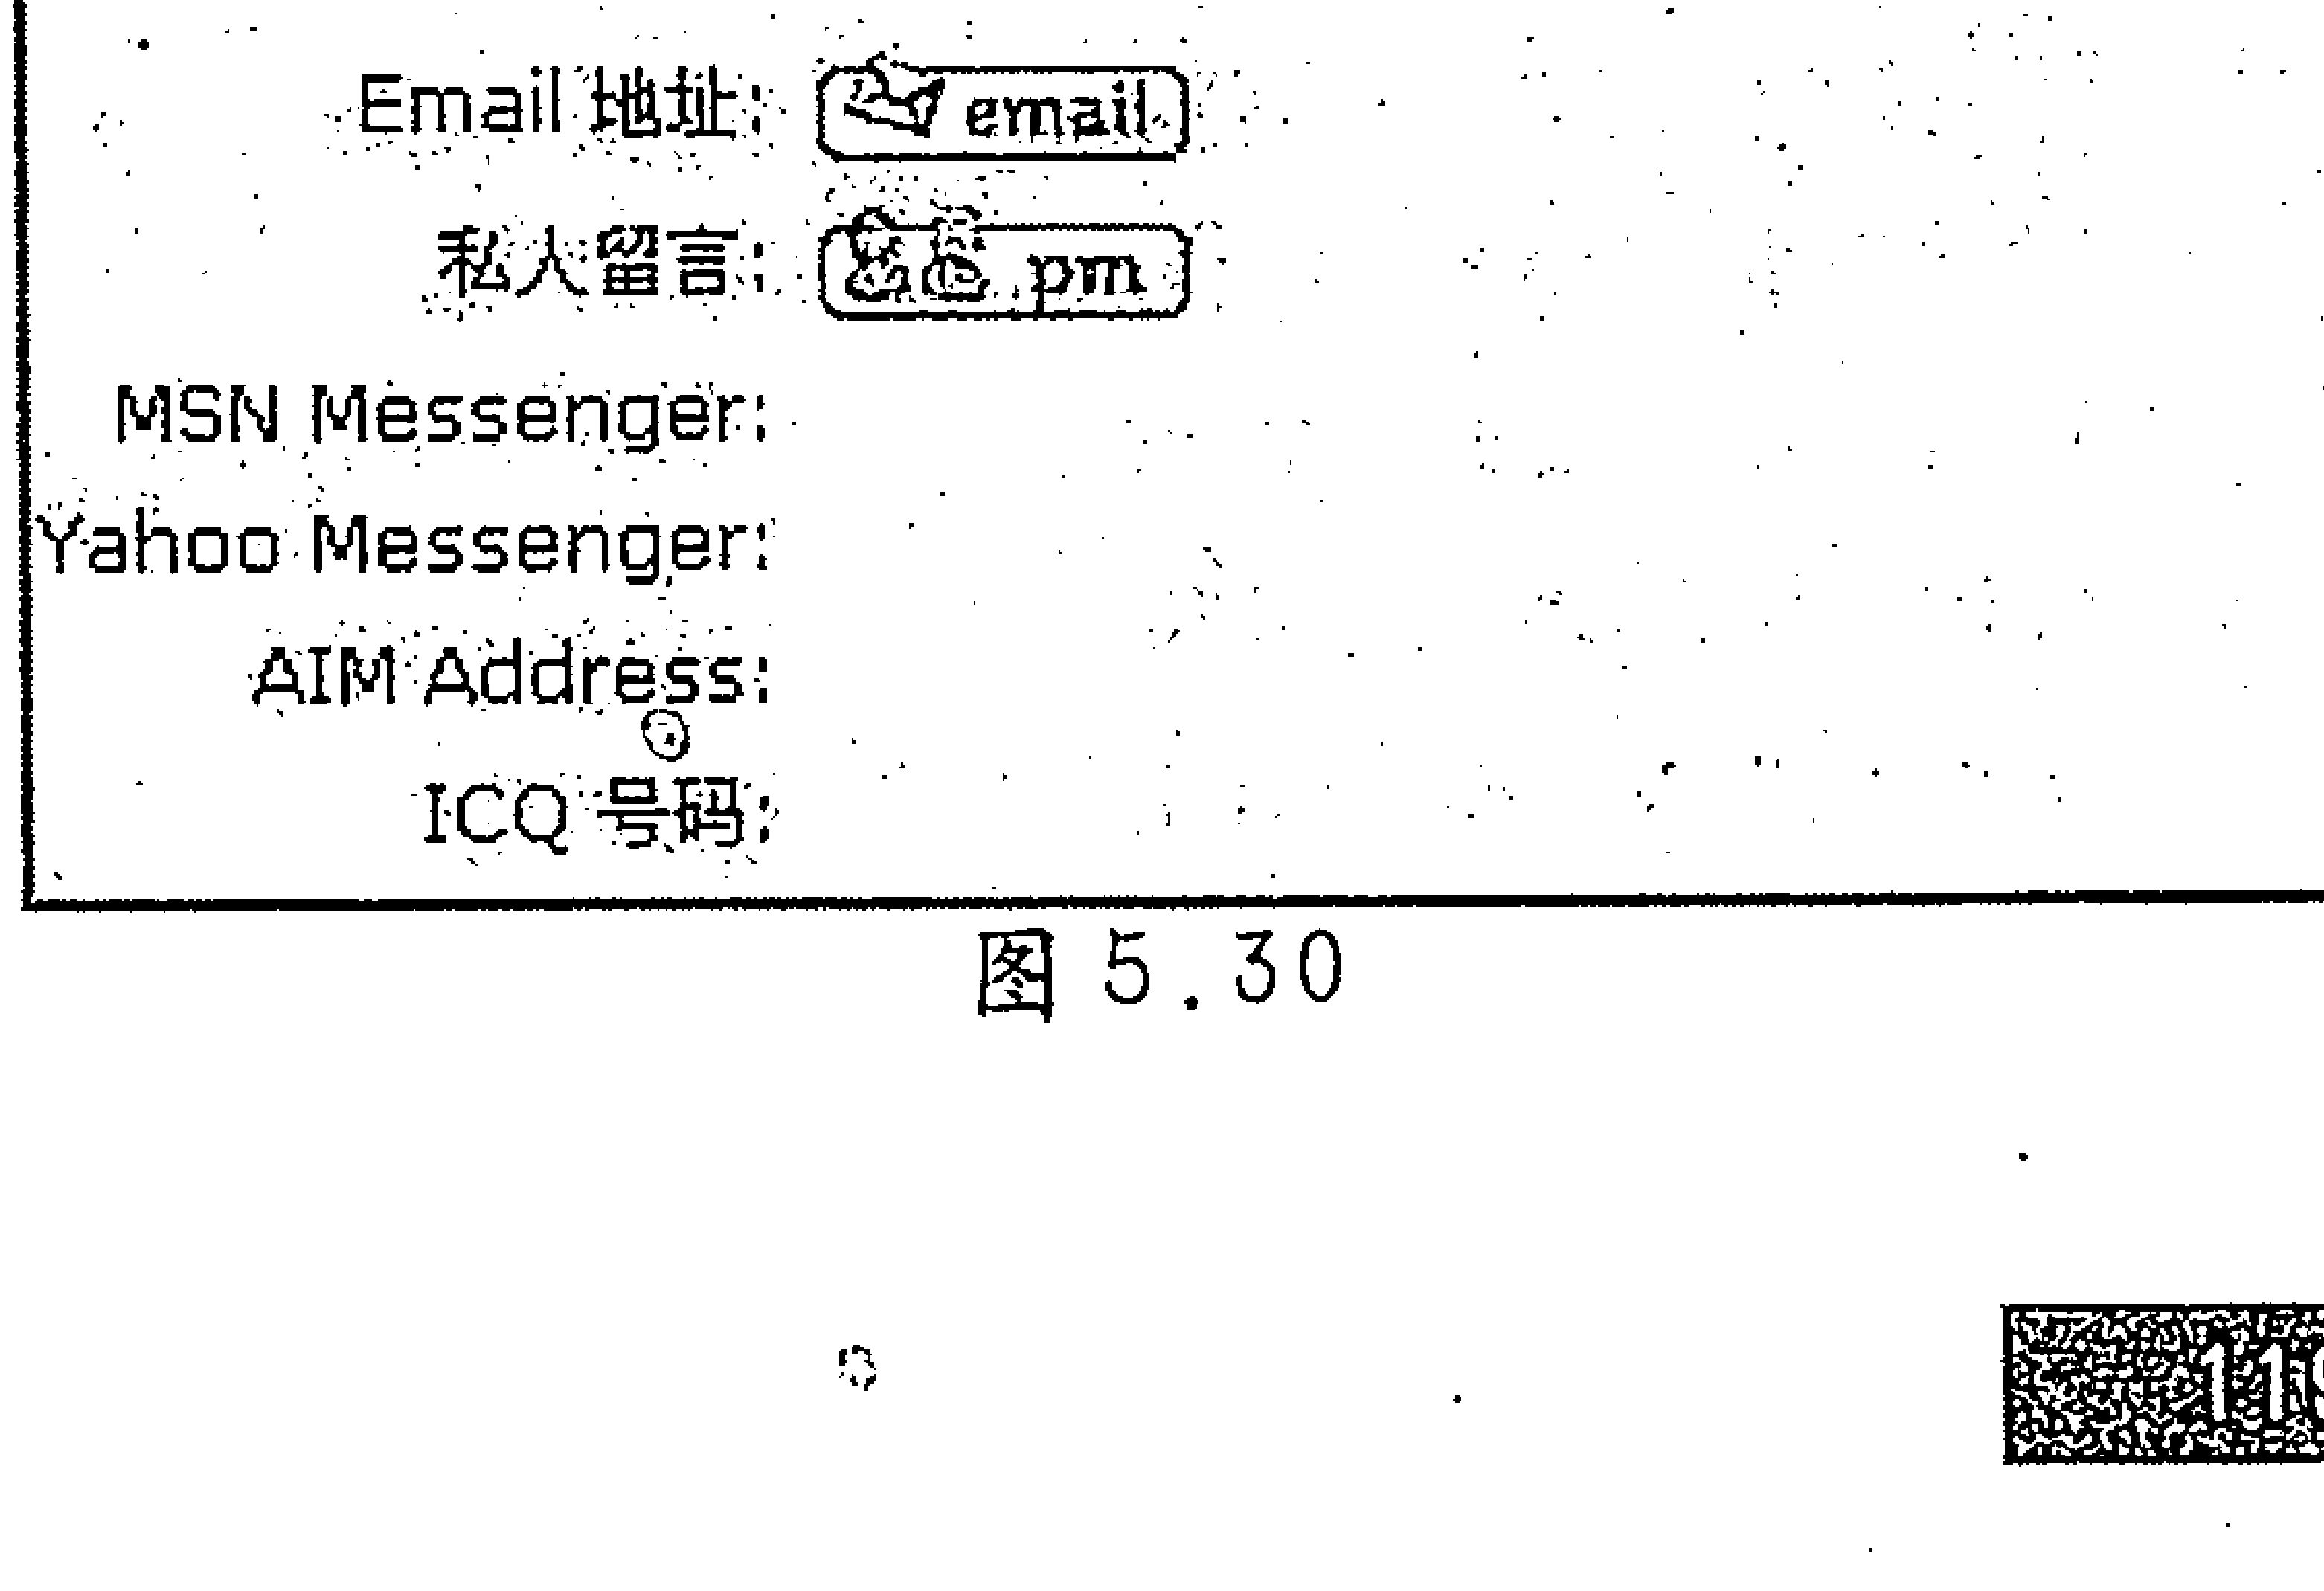 Email 地址: email
私人留言: pm
MSN Messenger:
Yahoo Messenger:
AIM Address:
ICQ 号码:
图 5.30